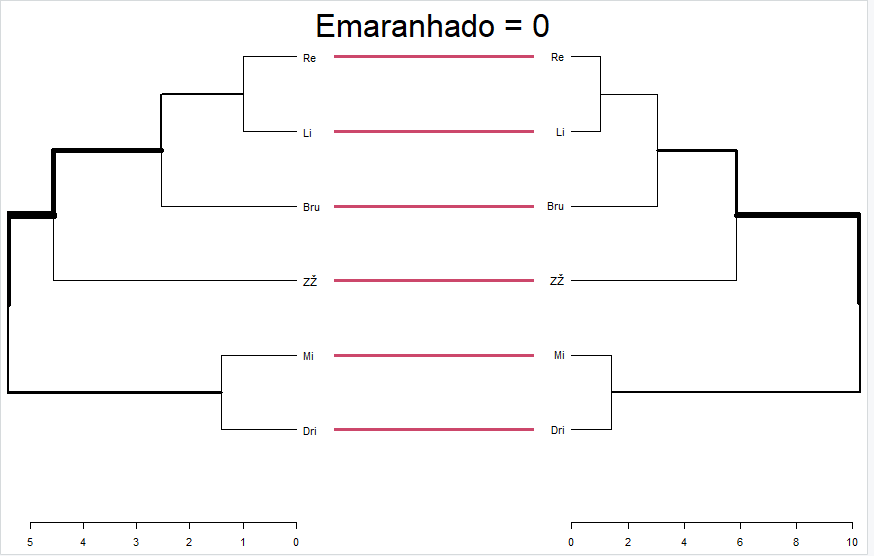 Emaranhado = 0
Re Re
Li Li
Bru Bru
ZŽ ZŽ
Mi Mi
Dri Dri
5 4 3 2 1 0 0 2 4 6 8 10